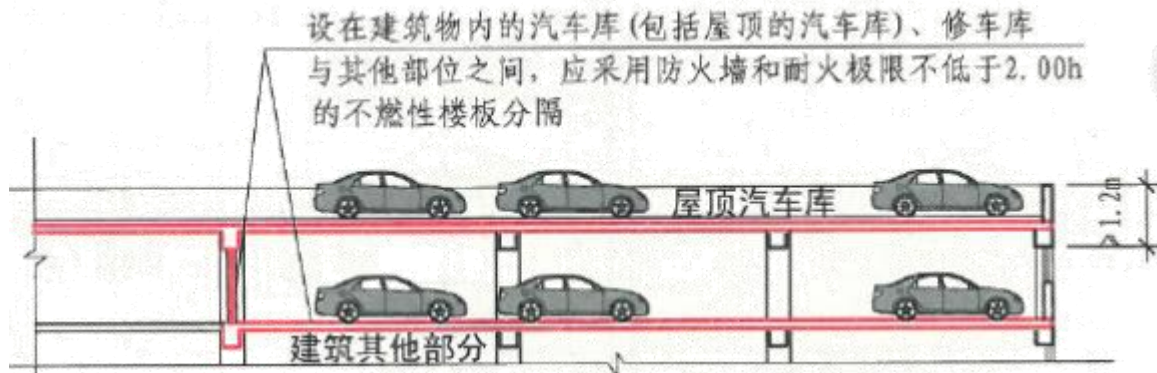 设在建筑物内的汽车库(包括屋顶的汽车库)、修车库
与其他部位之间，应采用防火墙和耐火极限不低于2.00h
的不燃性楼板分隔
屋顶汽车库
≥1.2m
建筑其他部分